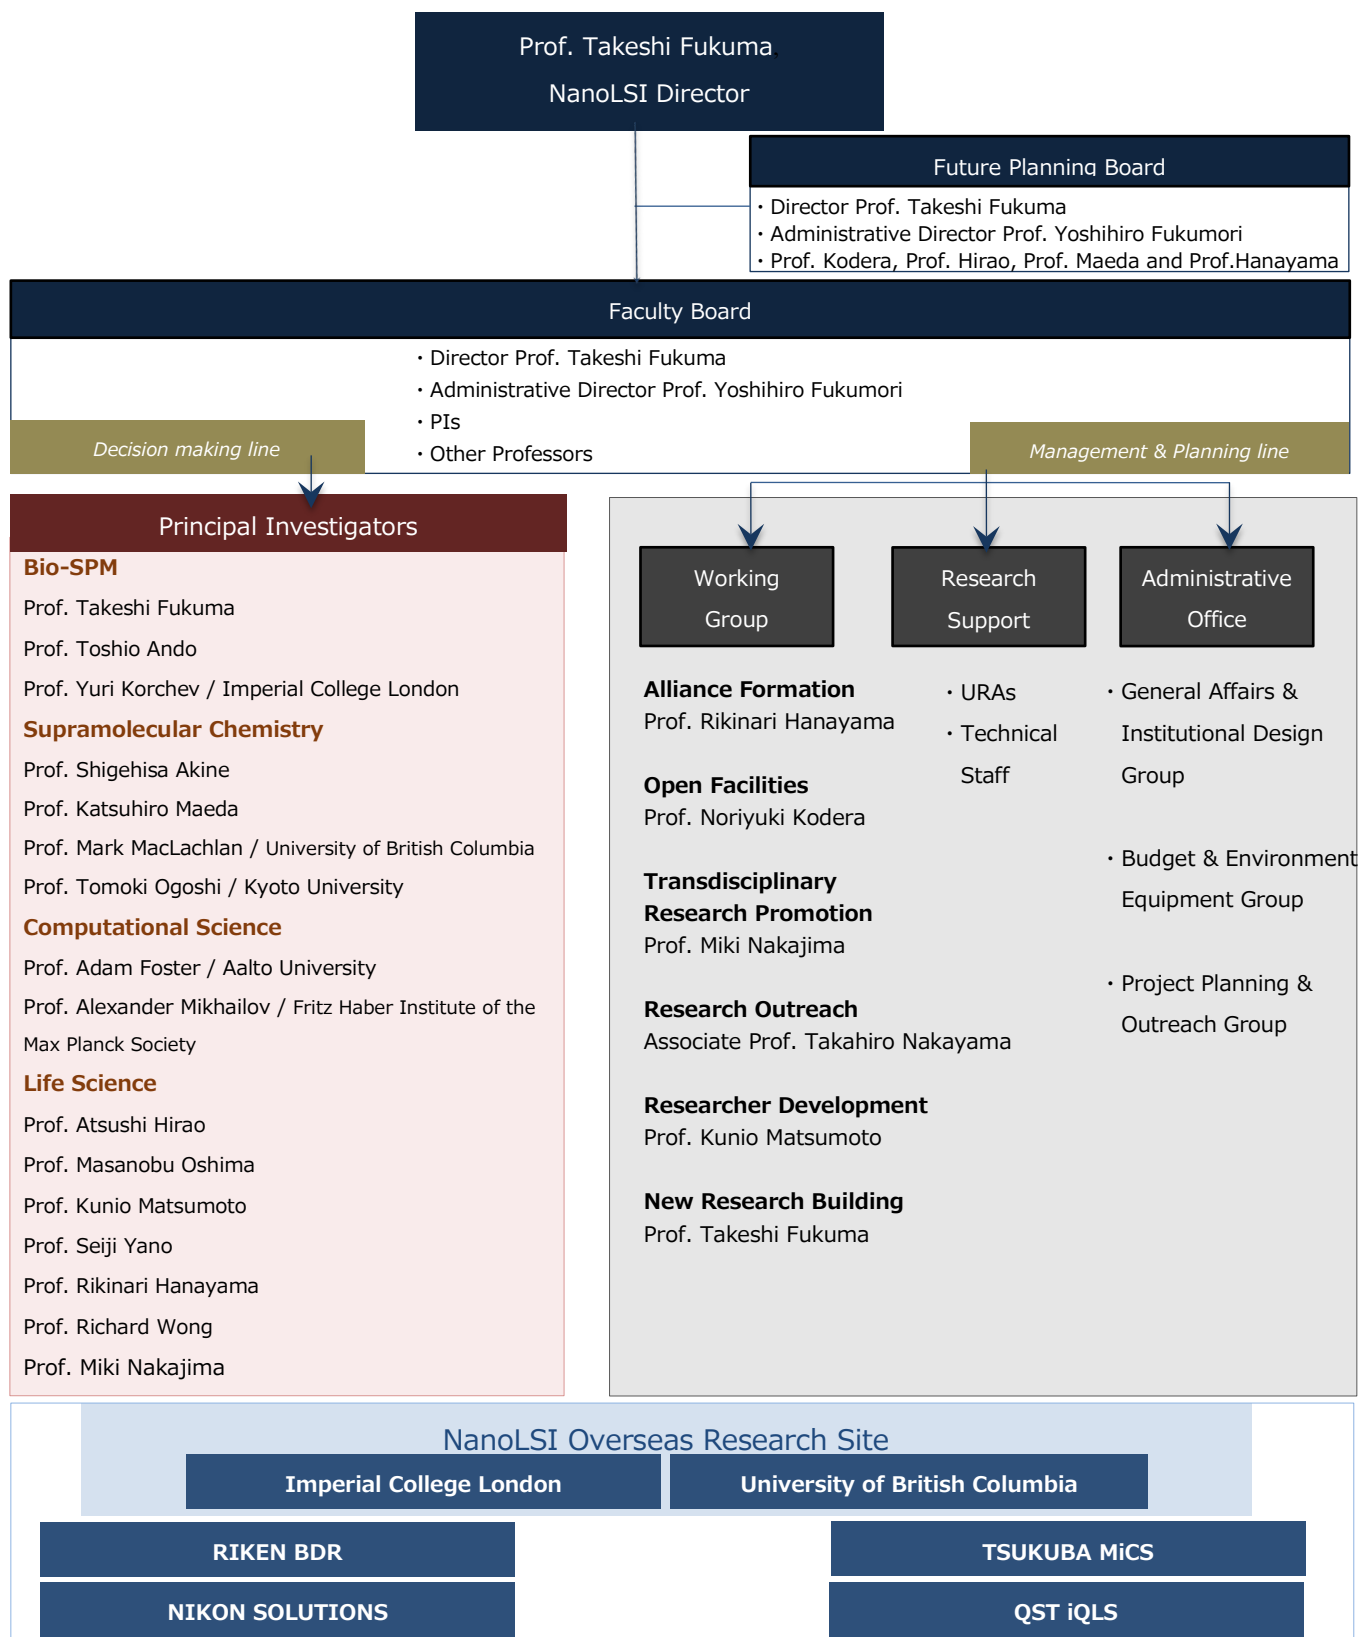 Prof. Takeshi Fukuma,
NanoLSI Director
Future Planning Board
・Director Prof. Takeshi Fukuma
・Administrative Director Prof. Yoshihiro Fukumori
・Prof. Kodera, Prof. Hirao, Prof. Maeda and Prof.Hanayama
Faculty Board
・Director Prof. Takeshi Fukuma
・Administrative Director Prof. Yoshihiro Fukumori
・PIs
・Other Professors
Decision making line
Management & Planning line
Principal Investigators
Bio-SPM
Prof. Takeshi Fukuma
Prof. Toshio Ando
Prof. Yuri Korchev / Imperial College London
Supramolecular Chemistry
Prof. Shigehisa Akine
Prof. Katsuhiro Maeda
Prof. Mark MacLachlan / University of British Columbia
Prof. Tomoki Ogoshi / Kyoto University
Computational Science
Prof. Adam Foster / Aalto University
Prof. Alexander Mikhailov / Fritz Haber Institute of the
Max Planck Society
Life Science
Prof. Atsushi Hirao
Prof. Masanobu Oshima
Prof. Kunio Matsumoto
Prof. Seiji Yano
Prof. Rikinari Hanayama
Prof. Richard Wong
Prof. Miki Nakajima
Working
Group
Alliance Formation
Prof. Rikinari Hanayama
Open Facilities
Prof. Noriyuki Kodera
Transdisciplinary
Research Promotion
Prof. Miki Nakajima
Research Outreach
Associate Prof. Takahiro Nakayama
Researcher Development
Prof. Kunio Matsumoto
New Research Building
Prof. Takeshi Fukuma
Research
Support
・URAs
・Technical
Staff
Administrative
Office
・General Affairs &
Institutional Design
Group
・Budget & Environment
Equipment Group
・Project Planning &
Outreach Group
NanoLSI Overseas Research Site
Imperial College London
University of British Columbia
RIKEN BDR
TSUKUBA MiCS
NIKON SOLUTIONS
QST iQLS